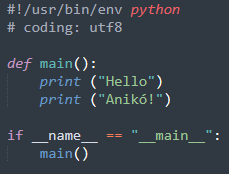 #!/usr/bin/env python
# coding: utf8
def main():
    print ("Hello")
    print ("Anikó!")
if __name__ == "__main__":
    main()